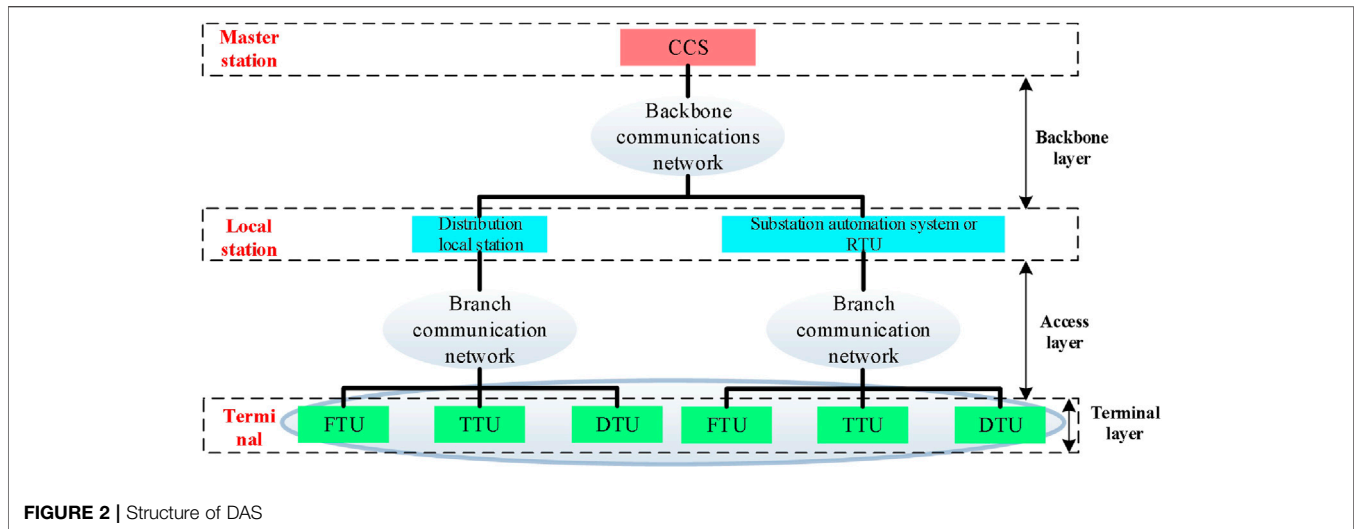 Master
station
CCS
Backbone
communications
network
Backbone
layer
Local
station
Distribution
local station
Substation automation system or
RTU
Branch
communication
network
Branch
communication
network
Access
layer
Termi
nal
FTU
TTU
DTU
FTU
TTU
DTU
Terminal
layer
FIGURE 2 | Structure of DAS